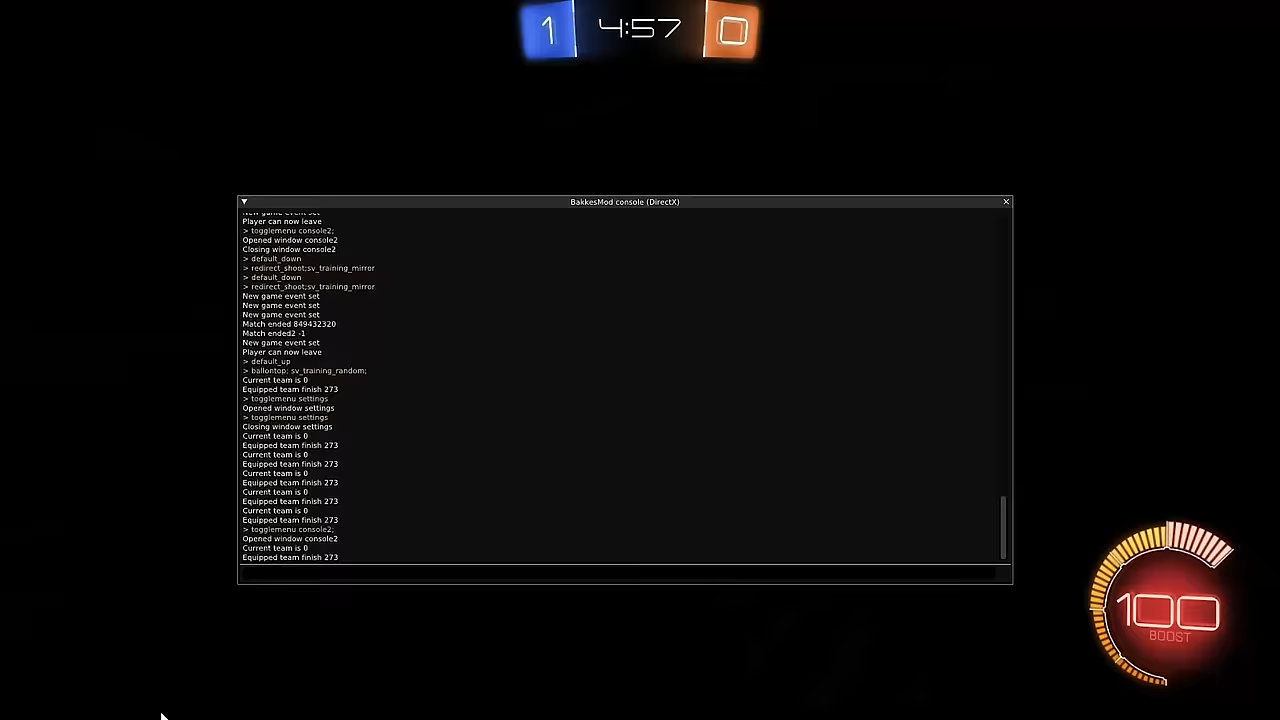 1 4:57 0
BakkesMod console (DirectX)
New game event set
Player can now leave
> togglemenu console2;
Opened window console2
Closing window console2
> default_down
> redirect_shoot;sv_training_mirror
> default_down
> redirect_shoot;sv_training_mirror
New game event set
New game event set
New game event set
Match ended 849432320
Match ended2 -1
New game event set
Player can now leave
> default_up
> ballontop; sv_training_random;
Current team is 0
Equipped team finish 273
> togglemenu settings
Opened window settings
> togglemenu settings
Closing window settings
Current team is 0
Equipped team finish 273
Current team is 0
Equipped team finish 273
Current team is 0
Equipped team finish 273
Current team is 0
Equipped team finish 273
Current team is 0
Equipped team finish 273
> togglemenu console2;
Opened window console2
Current team is 0
Equipped team finish 273
100
BOOST